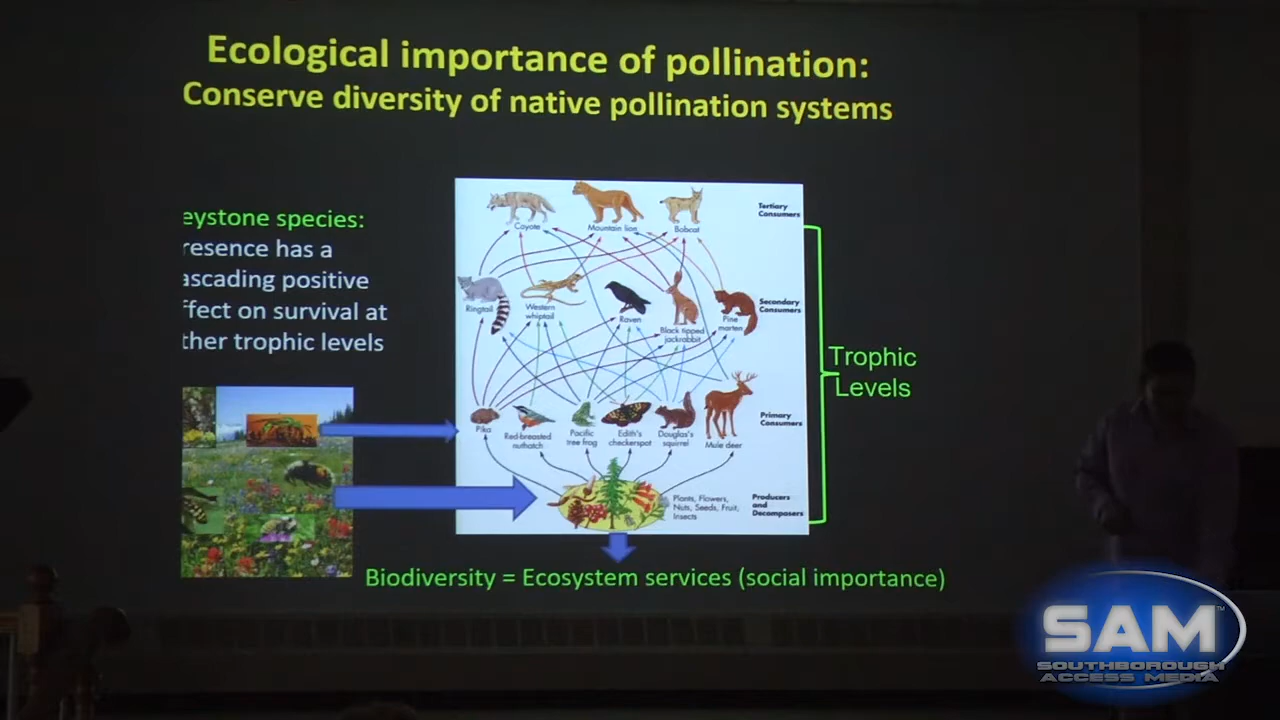 Ecological importance of pollination:
Conserve diversity of native pollination systems
eystone species:
resence has a
ascading positive
ffect on survival at
ther trophic levels
Tertiary
Consumers
Coyote
Mountain lion
Bobcat
Secondary
Consumers
Ringtail
Western
whiptail
Raven
Black tipped
jackrabbit
Pine
marten
Trophic
Levels
Primary
Consumers
Pika
Red-breasted
nuthatch
Pacific
tree frog
Edith's
checkerspot
Douglas's
squirrel
Mule deer
Plants, Flowers,
Nuts, Seeds, Fruit,
Insects
Producers
and
Decomposers
Biodiversity = Ecosystem services (social importance)
SAM™
SOUTHBOROUGH
ACCESS MEDIA